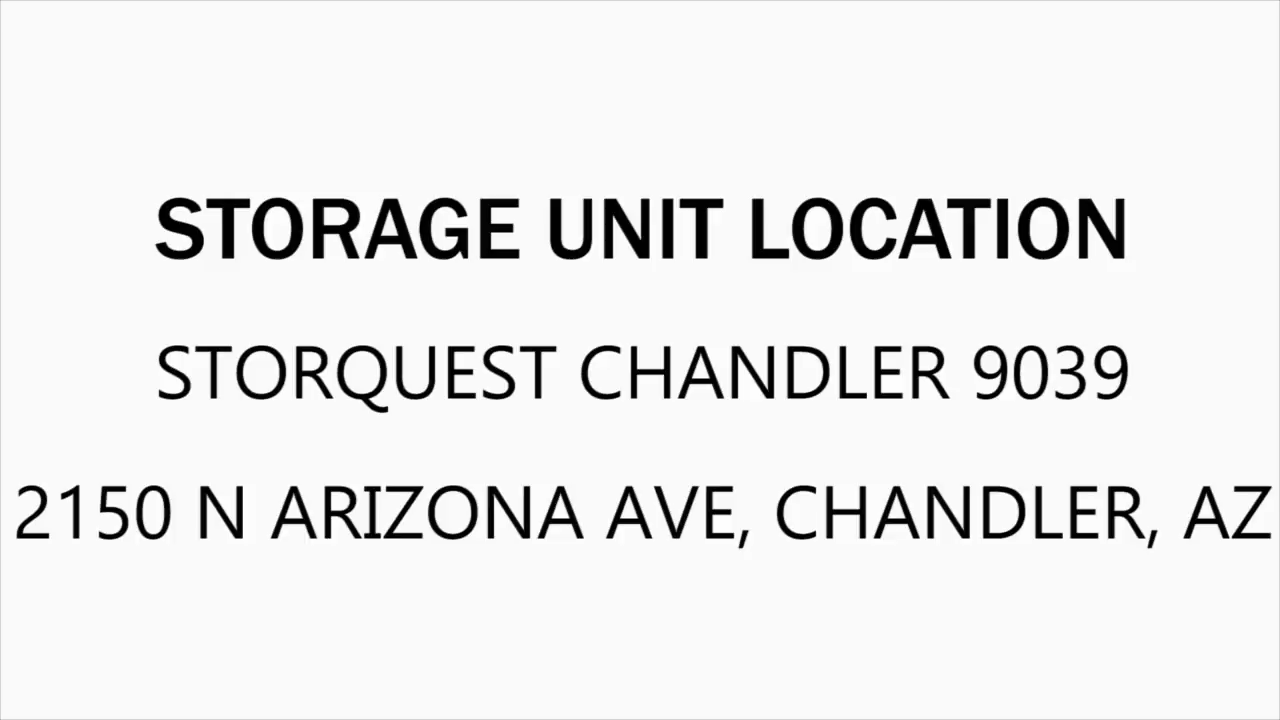 STORAGE UNIT LOCATION
STORQUEST CHANDLER 9039
2150 N ARIZONA AVE, CHANDLER, AZ